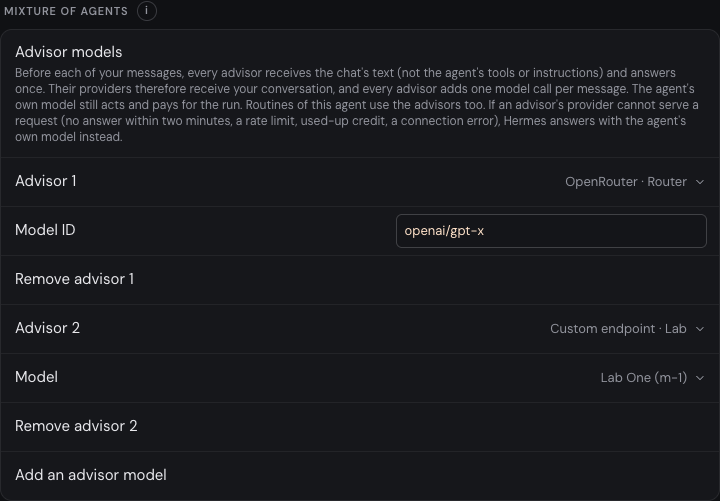 MIXTURE OF AGENTS i
Advisor models
Before each of your messages, every advisor receives the chat's text (not the agent's tools or instructions) and answers
once. Their providers therefore receive your conversation, and every advisor adds one model call per message. The agent's
own model still acts and pays for the run. Routines of this agent use the advisors too. If an advisor's provider cannot serve a
request (no answer within two minutes, a rate limit, used-up credit, a connection error), Hermes answers with the agent's
own model instead.
Advisor 1 OpenRouter · Router
Model ID openai/gpt-x
Remove advisor 1
Advisor 2 Custom endpoint · Lab
Model Lab One (m-1)
Remove advisor 2
Add an advisor model